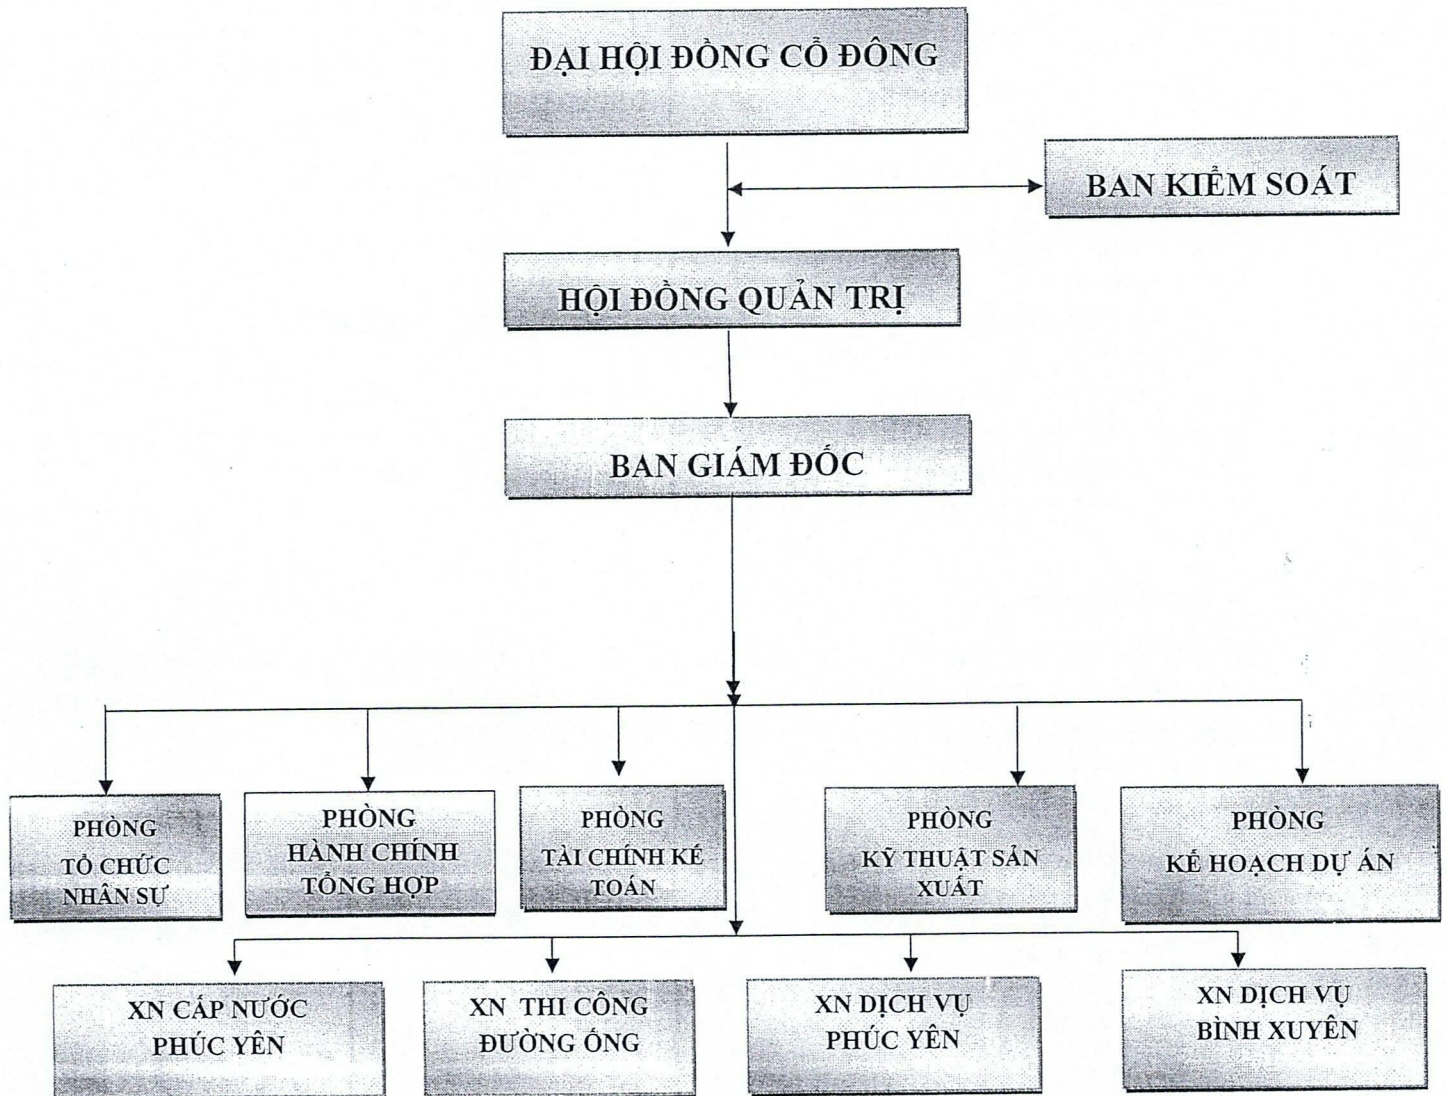 ĐẠI HỘI ĐỒNG CỔ ĐÔNG
BAN KIỂM SOÁT
HỘI ĐỒNG QUẢN TRỊ
BAN GIÁM ĐỐC
PHÒNG
TỔ CHỨC
NHÂN SỰ
PHÒNG
HÀNH CHÍNH
TỔNG HỢP
PHÒNG
TÀI CHÍNH KẾ
TOÁN
PHÒNG
KỸ THUẬT SẢN
XUẤT
PHÒNG
KẾ HOẠCH DỰ ÁN
XN CẤP NƯỚC
PHÚC YÊN
XN THI CÔNG
ĐƯỜNG ỐNG
XN DỊCH VỤ
PHÚC YÊN
XN DỊCH VỤ
BÌNH XUYÊN